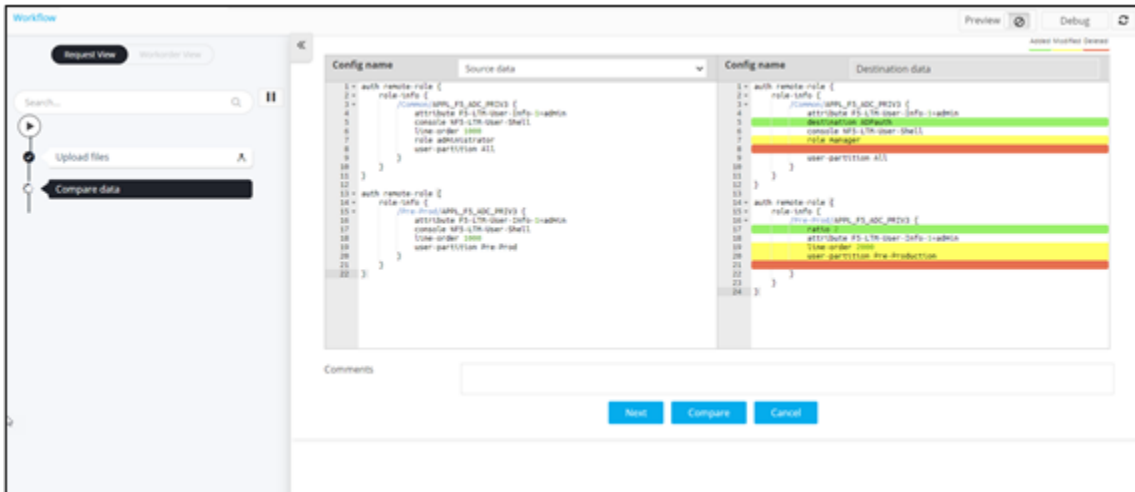 Workflow
Preview
Debug
Request View
Workorder View
Added Modified Deleted
Config name
Source data
Config name
Destination data
Search...
Upload files
Compare data
1 auth remote-role {
2 role-info {
3 /Common/APPL_F5_ADC_PRIV3 {
4 attribute F5-LTM-User-Info-1=admin
5 console %F5-LTM-User-Shell
6 line-order 1000
7 role administrator
8 user-partition All
9 }
10 }
11 }
12
13 auth remote-role {
14 role-info {
15 /Pre-Prod/APPL_F5_ADC_PRIV3 {
16 attribute F5-LTM-User-Info-1=admin
17 console %F5-LTM-User-Shell
18 line-order 1000
19 user-partition Pre-Prod
20 }
21 }
22 }
1 auth remote-role {
2 role-info {
3 /Common/APPL_F5_ADC_PRIV3 {
4 attribute F5-LTM-User-Info-1=admin
5 destination ADPauth
6 console %F5-LTM-User-Shell
7 role manager
8
9 user-partition All
10 }
11 }
12 }
13
14 auth remote-role {
15 role-info {
16 /Pre-Prod/APPL_F5_ADC_PRIV3 {
17 ratio 2
18 attribute F5-LTM-User-Info-1=admin
19 line-order 2000
20 user-partition Pre-Production
21
22 }
23 }
24 }
Comments
Next
Compare
Cancel